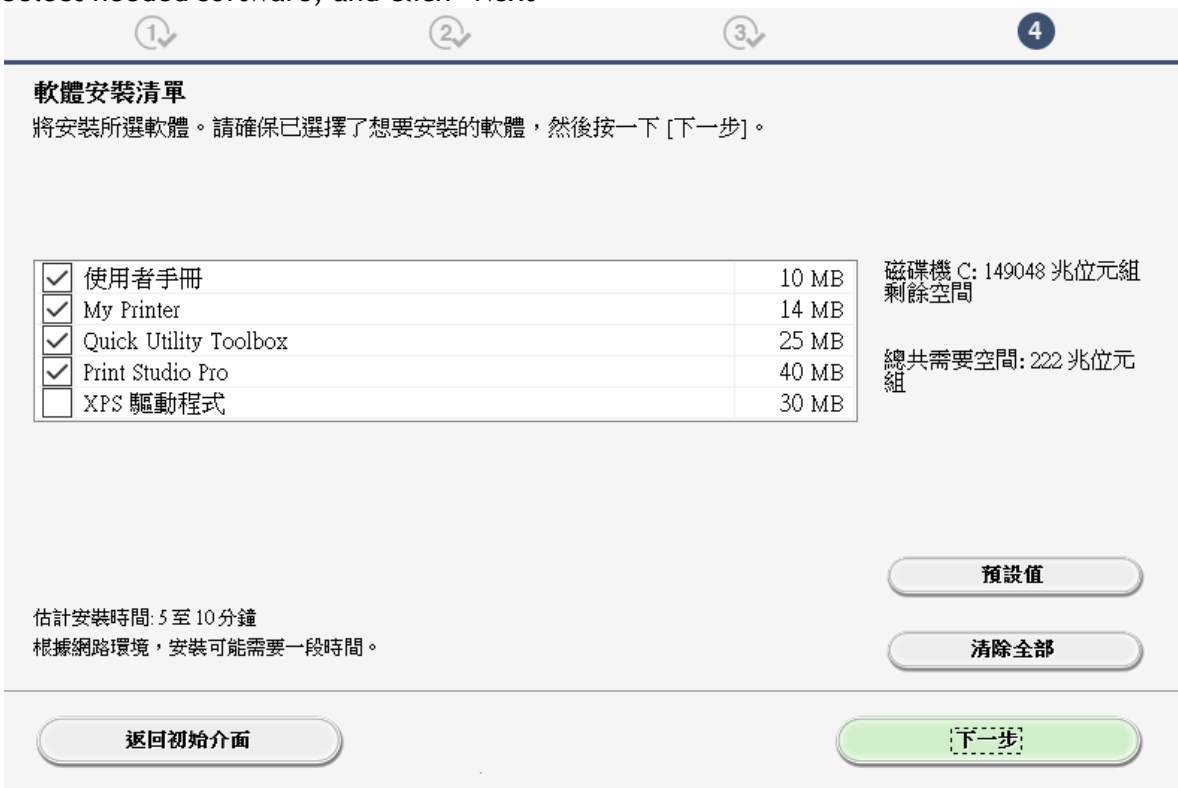 select needed software, and click "Next"
1 2 3 4
軟體安裝清單
將安裝所選軟體。請確保已選擇了想要安裝的軟體，然後按一下 [下一步]。
使用者手冊 10 MB
My Printer 14 MB
Quick Utility Toolbox 25 MB
Print Studio Pro 40 MB
XPS 驅動程式 30 MB
磁碟機 C: 149048 兆位元組
剩餘空間
總共需要空間: 222 兆位元
組
預設值
估計安裝時間: 5 至 10 分鐘
根據網路環境，安裝可能需要一段時間。
清除全部
返回初始介面
下一步